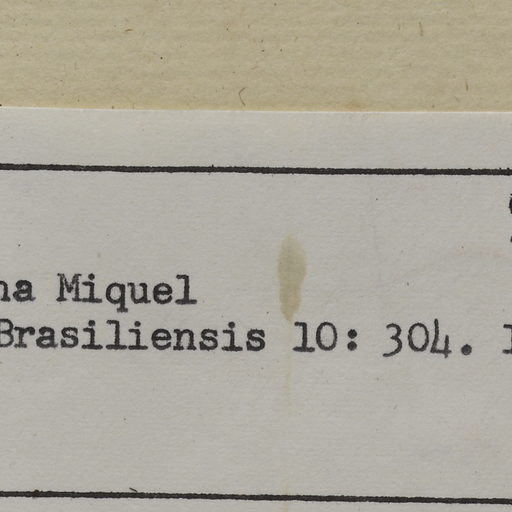 na Miquel
Brasiliensis 10: 304.